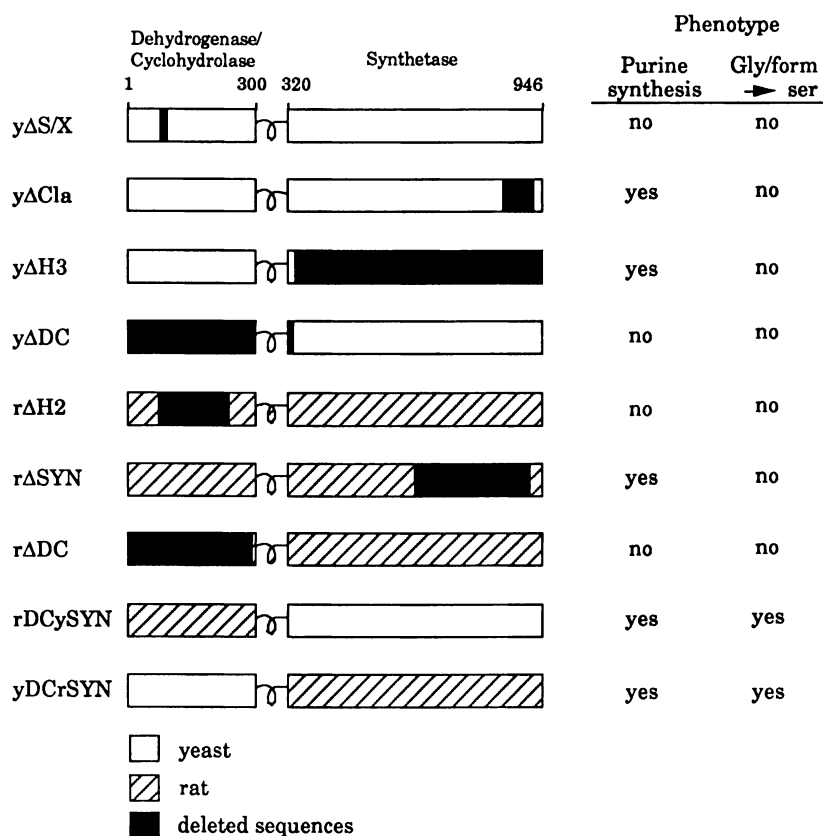 Phenotype
Dehydrogenase/
Cyclohydrolase
Synthetase
Purine
synthesis
Gly/form
→ ser
1 300 320 946
yΔS/X no no
yΔCla yes no
yΔH3 yes no
yΔDC no no
rΔH2 no no
rΔSYN yes no
rΔDC no no
rDCySYN yes yes
yDCrSYN yes yes
yeast
rat
deleted sequences